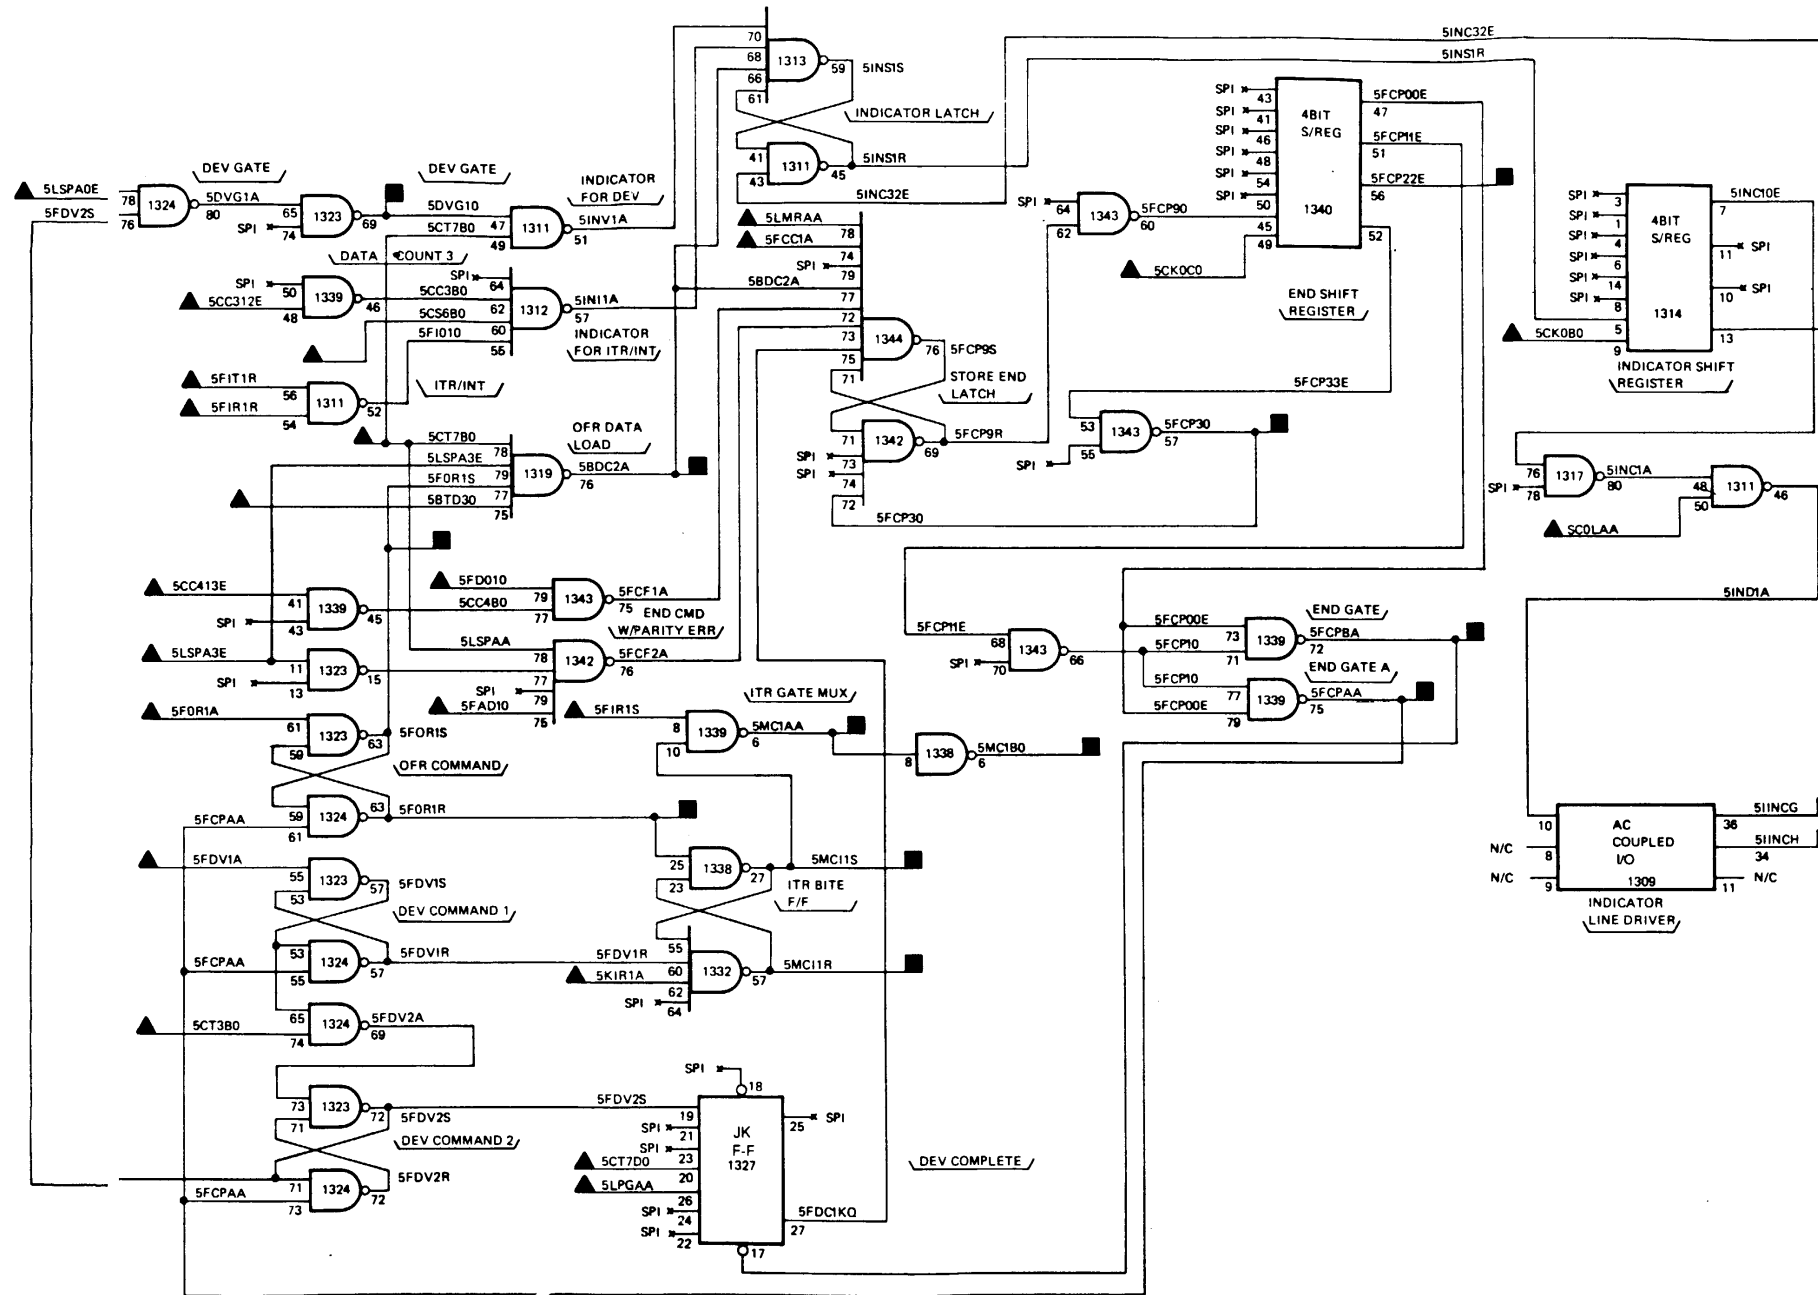 70
68
66
61
1313
59
5INS1S
INDICATOR LATCH
41
43
1311
45
5INS1R
5INC32E
5INC32E
5INS1R
SPI
43
SPI
41
SPI
46
SPI
48
SPI
54
SPI
50
45
49
4BIT
S/REG
1340
5FCP00E
47
5FCP11E
51
5FCP22E
56
52
END SHIFT
REGISTER
SPI
64
62
1343
5FCP90
60
5CK0C0
SPI
3
SPI
1
SPI
4
SPI
6
SPI
14
SPI
8
5
9
5CK0B0
4BIT
S/REG
1314
5INC10E
7
SPI
11
SPI
10
13
INDICATOR SHIFT
REGISTER
5LSPA0E
78
5FDV2S
76
1324
DEV GATE
5DVG1A
80
65
SPI
74
1323
69
DEV GATE
5DVG10
47
5CT7B0
49
1311
INDICATOR
FOR DEV
5INV1A
51
DATA COUNT 3
SPI
50
5CC312E
48
1339
46
SPI
64
5CC3B0
62
5CS6B0
60
5FI010
55
1312
5INI1A
57
INDICATOR
FOR ITR/INT
5FIT1R
56
5FIR1R
54
1311
52
ITR/INT
5LMRAA
78
5FCC1A
74
SPI
79
5BDC2A
77
72
73
75
71
1344
76
5FCP9S
STORE END
LATCH
71
SPI
73
SPI
74
72
1342
69
5FCP9R
5FCP30
5FCP33E
53
SPI
55
1343
5FCP30
57
5CT7B0
78
5LSPA3E
79
5F0R1S
77
5BTD30
75
1319
OFR DATA
LOAD
5BDC2A
76
76
SPI
78
1317
5INC1A
80
48
50
1311
46
SC0LAA
5CC413E
41
SPI
43
1339
45
5FD010
79
5CC4B0
77
1343
5FCF1A
75
END CMD
W/PARITY ERR
5LSPA3E
11
SPI
13
1323
15
5LSPAA
78
77
SPI
79
5FAD10
75
1342
5FCF2A
76
5FCP11E
68
SPI
70
1343
66
5FCP00E
73
5FCP10
71
1339
END GATE
5FCPBA
72
5FCP10
77
5FCP00E
79
1339
END GATE A
5FCPAA
75
5IND1A
5F0R1A
61
59
1323
63
5FOR1S
OFR COMMAND
5FIR1S
8
10
1339
ITR GATE MUX
5MC1AA
6
8
1338
5MC1B0
6
59
5FCPAA
61
1324
63
5F0R1R
10
N/C
8
N/C
9
AC
COUPLED
I/O
1309
5IINCG
36
5IINCH
34
N/C
11
INDICATOR
LINE DRIVER
5FDV1A
55
53
1323
57
5FDV1S
DEV COMMAND 1
25
23
1338
27
5MCI1S
ITR BITE
F/F
53
5FCPAA
55
1324
57
5FDV1R
5FDV1R
55
60
5KIR1A
62
SPI
64
1332
57
5MCI1R
65
5CT3B0
74
1324
5FDV2A
69
73
71
1323
72
5FDV2S
DEV COMMAND 2
71
5FCPAA
73
1324
72
5FDV2R
SPI
18
5FDV2S
19
SPI
21
SPI
23
5CT7D0
20
5LPGAA
26
SPI
24
SPI
22
JK
F-F
1327
SPI
25
5FDC1KQ
27
17
DEV COMPLETE